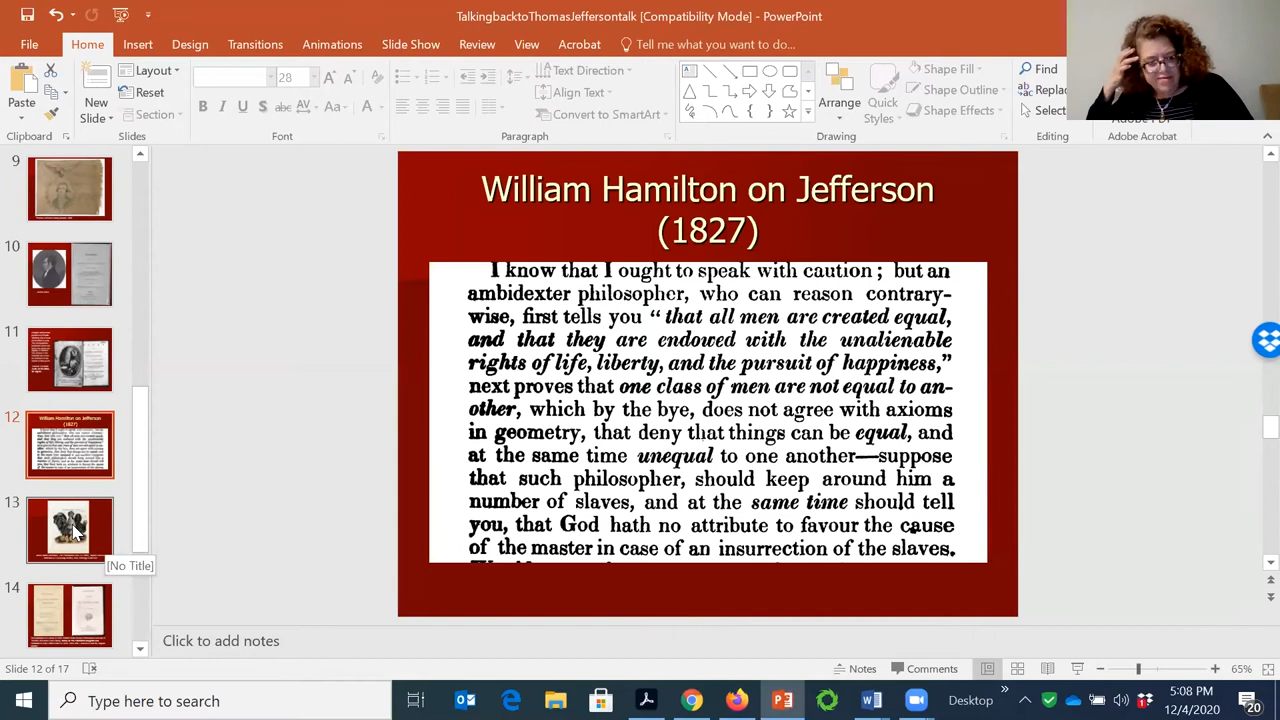 TalkingbacktoThomasJeffersontalk [Compatibility Mode] - PowerPoint
File Home Insert Design Transitions Animations Slide Show Review View Acrobat Tell me what you want to do...
Paste
Clipboard
New Slide
Layout
Reset
Section
Slides
28
Font
Text Direction
Align Text
Convert to SmartArt
Paragraph
Arrange
Quick Styles
Shape Fill
Shape Outline
Shape Effects
Drawing
Find
Select
Editing
Adobe Acrobat
9
10
11
12
William Hamilton on Jefferson
(1827)
13
[No Title]
14
William Hamilton on Jefferson
(1827)
I know that I ought to speak with caution; but an
ambidexter philosopher, who can reason contrary-
wise, first tells you "that all men are created equal,
and that they are endowed with the unalienable
rights of life, liberty, and the pursuit of happiness,"
next proves that one class of men are not equal to an-
other, which by the bye, does not agree with axioms
in geometry, that deny that things can be equal, and
at the same time unequal to one another—suppose
that such philosopher, should keep around him a
number of slaves, and at the same time should tell
you, that God hath no attribute to favour the cause
of the master in case of an insurrection of the slaves.
Click to add notes
Slide 12 of 17
Notes
Comments
65%
Type here to search
Desktop
5:08 PM
12/4/2020
20